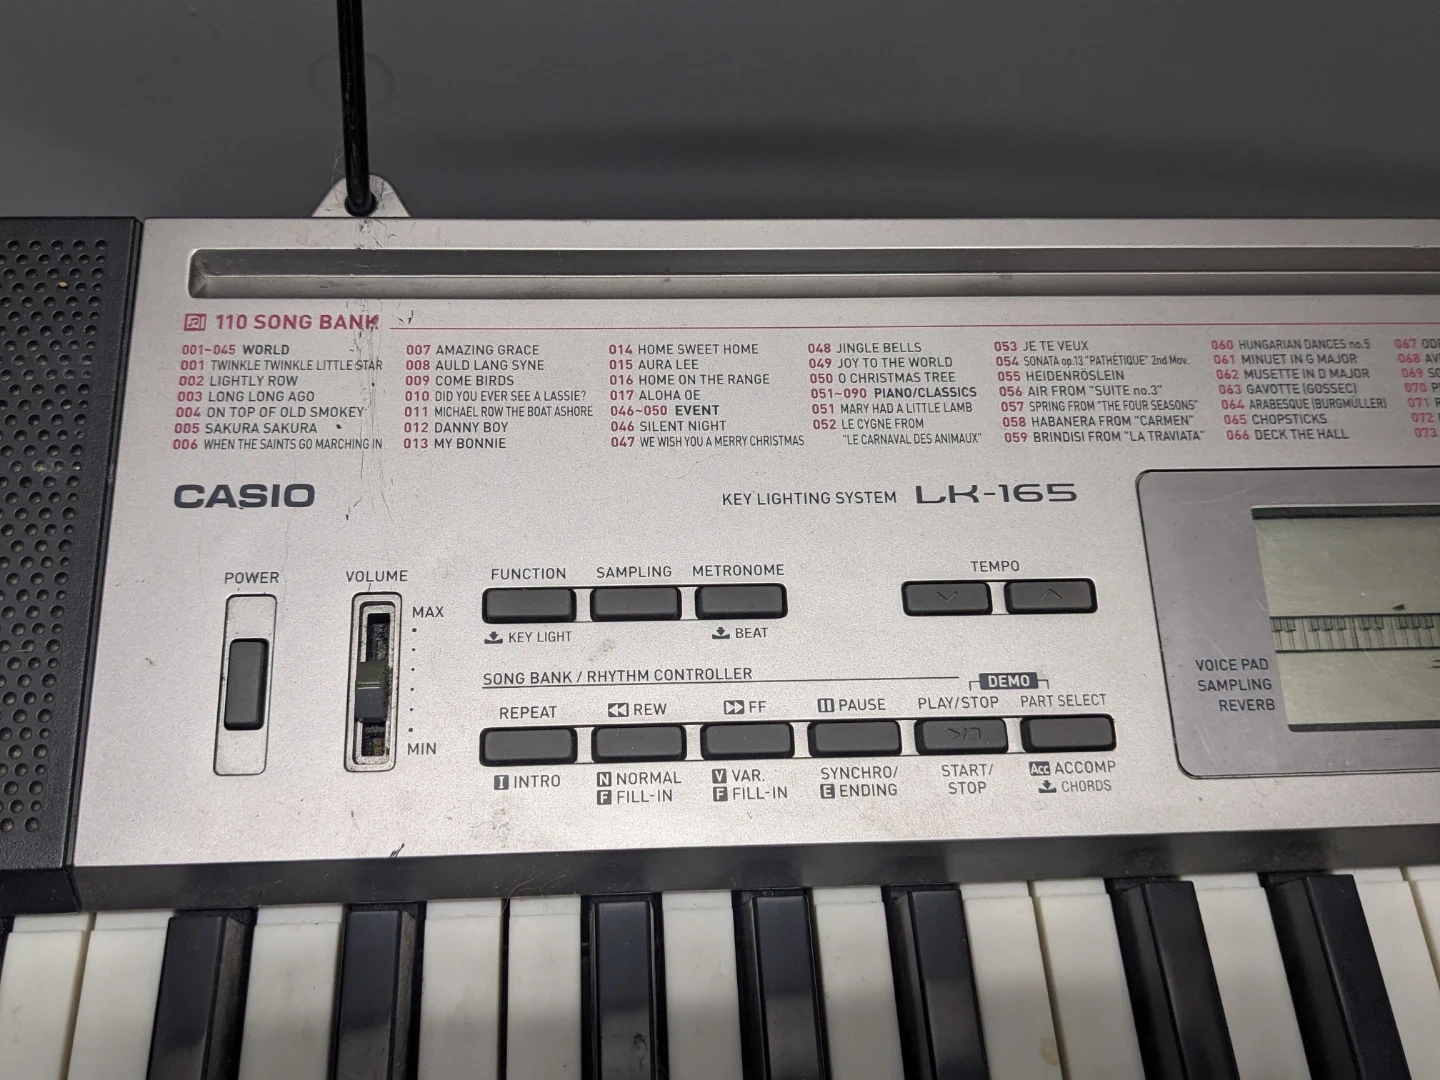 110 SONG BANK
001~045 WORLD
001 TWINKLE TWINKLE LITTLE STAR
002 LIGHTLY ROW
003 LONG LONG AGO
004 ON TOP OF OLD SMOKEY
005 SAKURA SAKURA
006 WHEN THE SAINTS GO MARCHING IN
007 AMAZING GRACE
008 AULD LANG SYNE
009 COME BIRDS
010 DID YOU EVER SEE A LASSIE?
011 MICHAEL ROW THE BOAT ASHORE
012 DANNY BOY
013 MY BONNIE
014 HOME SWEET HOME
015 AURA LEE
016 HOME ON THE RANGE
017 ALOHA OE
046~050 EVENT
046 SILENT NIGHT
047 WE WISH YOU A MERRY CHRISTMAS
048 JINGLE BELLS
049 JOY TO THE WORLD
050 O CHRISTMAS TREE
051~090 PIANO/CLASSICS
051 MARY HAD A LITTLE LAMB
052 LE CYGNE FROM
"LE CARNAVAL DES ANIMAUX"
053 JE TE VEUX
054 SONATA op.13 "PATHÉTIQUE" 2nd Mov.
055 HEIDENRÖSLEIN
056 AIR FROM "SUITE no.3"
057 SPRING FROM "THE FOUR SEASONS"
058 HABANERA FROM "CARMEN"
059 BRINDISI FROM "LA TRAVIATA"
060 HUNGARIAN DANCES no.5
061 MINUET IN G MAJOR
062 MUSETTE IN D MAJOR
063 GAVOTTE (GOSSEC)
064 ARABESQUE (BURGMÜLLER)
065 CHOPSTICKS
066 DECK THE HALL
067
068
069
070
071
072
073
CASIO
KEY LIGHTING SYSTEM LK-165
POWER
VOLUME
MAX
MIN
FUNCTION SAMPLING METRONOME
KEY LIGHT
BEAT
TEMPO
SONG BANK / RHYTHM CONTROLLER
DEMO
REPEAT REW FF PAUSE PLAY/STOP PART SELECT
I INTRO
N NORMAL
F FILL-IN
V VAR.
F FILL-IN
SYNCHRO/
E ENDING
START/
STOP
Acc ACCOMP
CHORDS
VOICE PAD
SAMPLING
REVERB